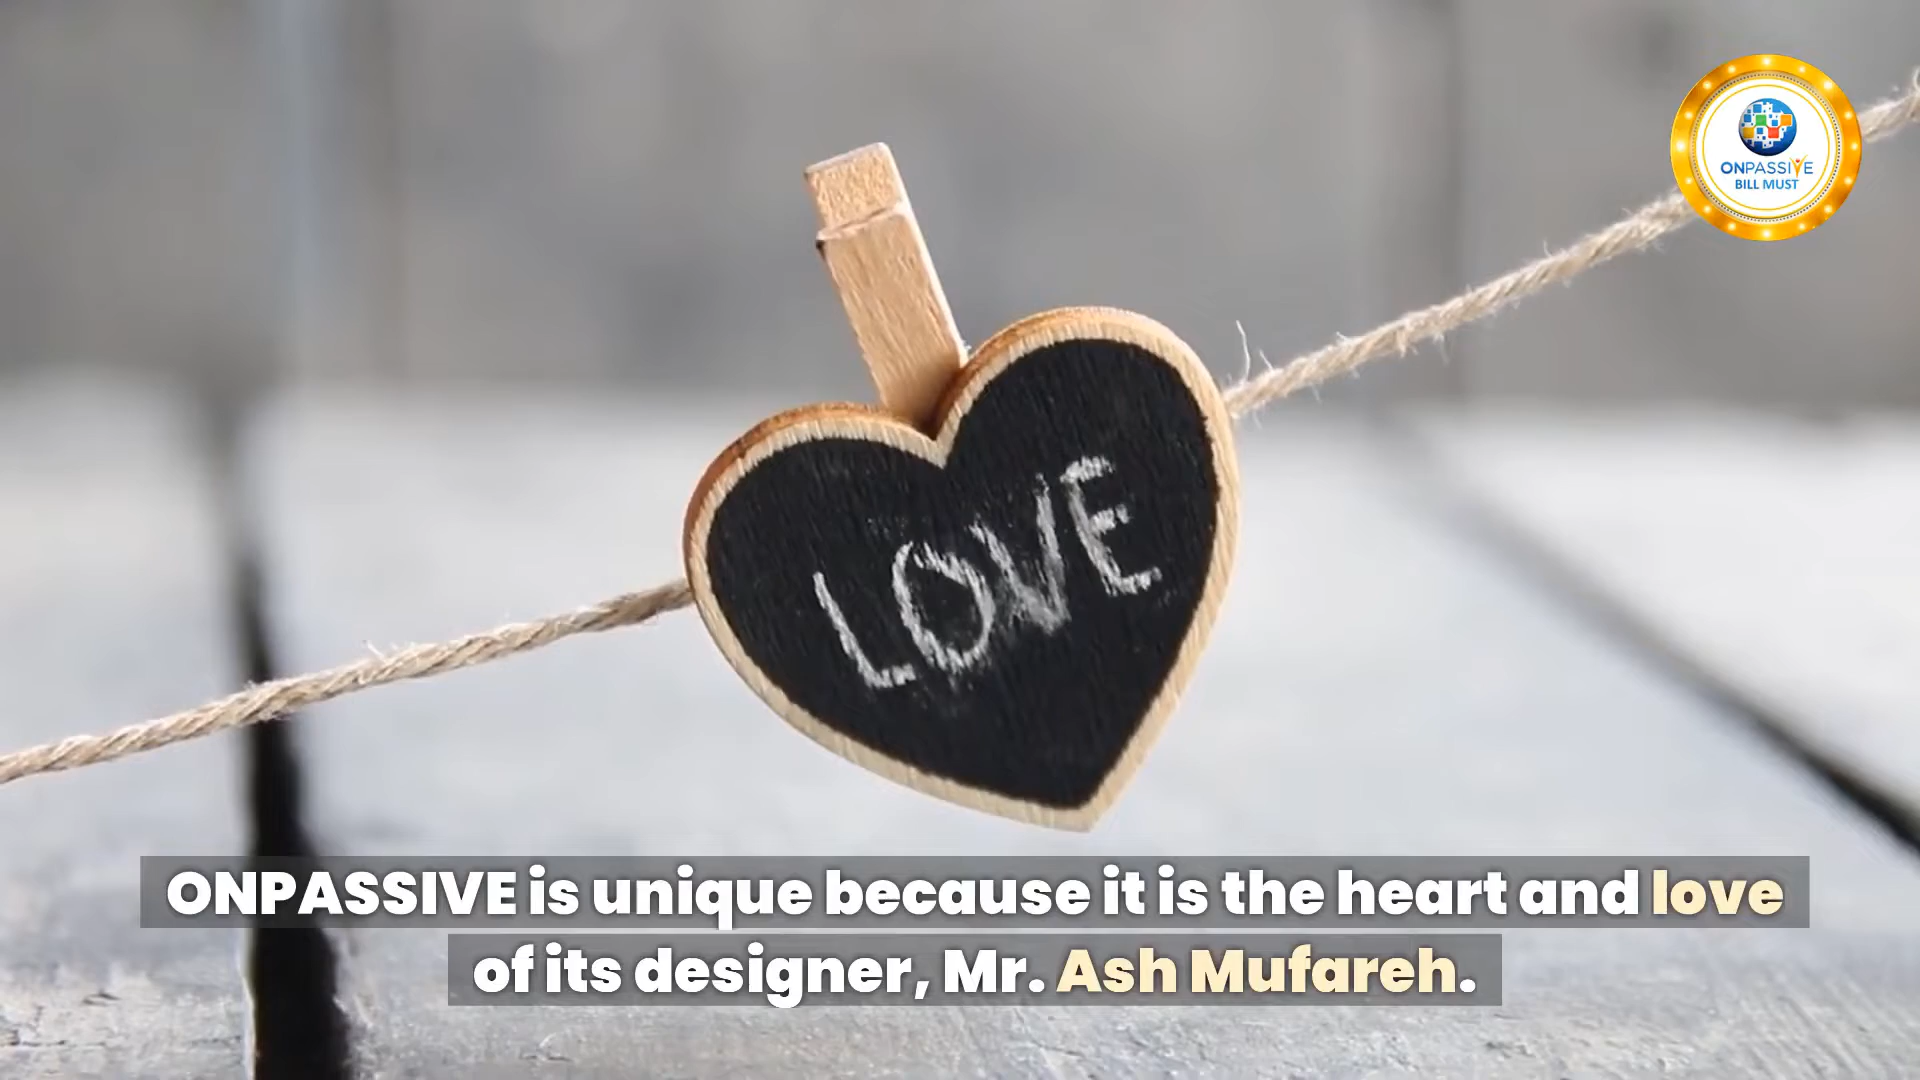 ONPASSIVE
BILL MUST
LOVE
ONPASSIVE is unique because it is the heart and love
of its designer, Mr. Ash Mufareh.